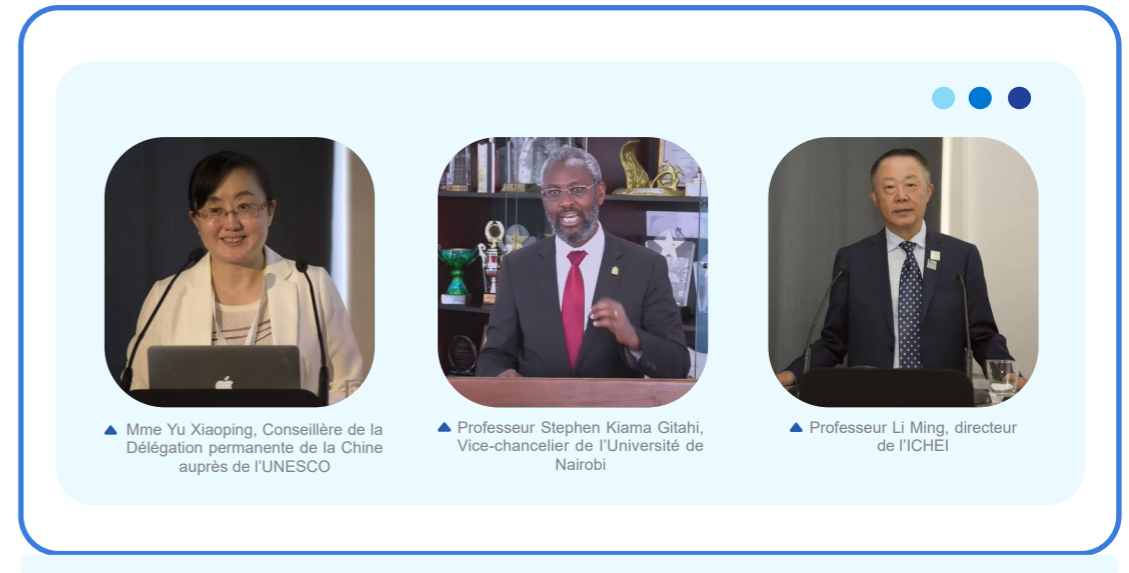 Mme Yu Xiaoping, Conseillère de la
Délégation permanente de la Chine
auprès de l’UNESCO
Professeur Stephen Kiama Gitahi,
Vice-chancelier de l’Université de
Nairobi
Professeur Li Ming, directeur
de l’ICHEI